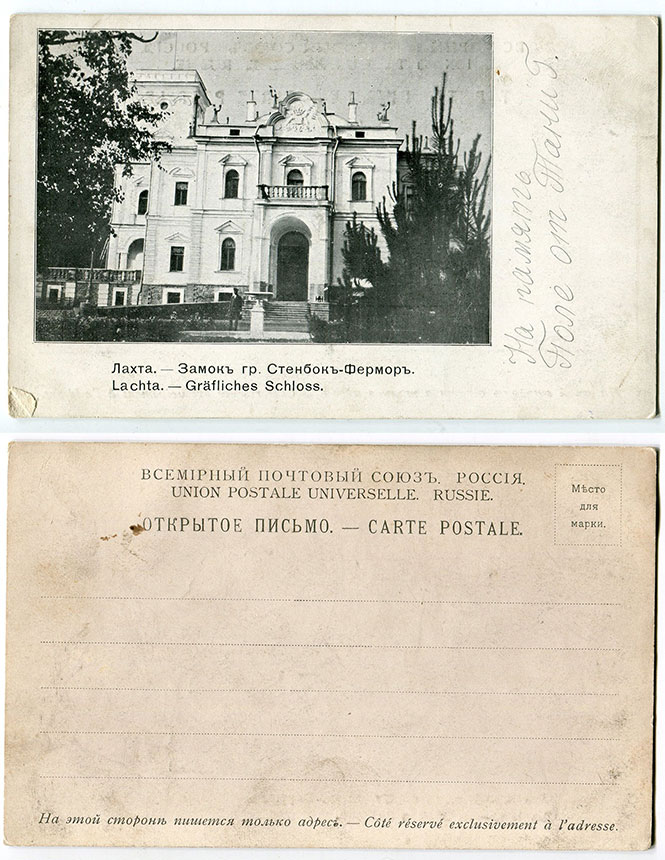 Лахта. — Замокъ гр. Стенбокъ-Ферморъ.
Lachta. — Gräfliches Schloss.
На память
Поле от Тани Г.
ВСЕМІРНЫЙ ПОЧТОВЫЙ СОЮЗЪ. РОССІЯ.
UNION POSTALE UNIVERSELLE. RUSSIE.
ОТКРЫТОЕ ПИСЬМО. — CARTE POSTALE.
Мѣсто
для
марки.
На этой сторонѣ пишется только адресъ. — Côté réservé exclusivement à l'adresse.